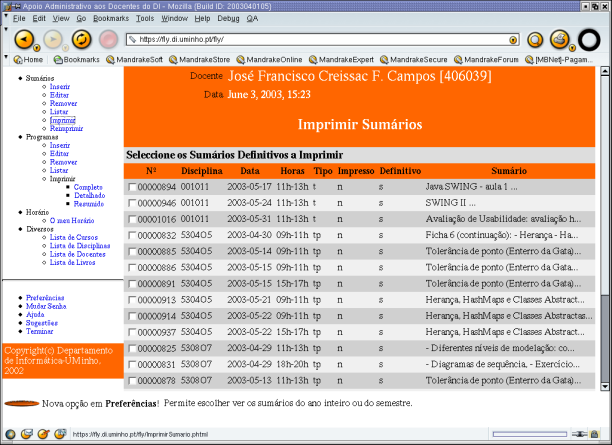 Apoio Administrativo aos Docentes do DI - Mozilla {Build ID: 2003040105}
File Edit View Go Bookmarks Tools Window Help Debug QA
https://fly.di.uminho.pt/fly/
Home Bookmarks MandrakeSoft MandrakeStore MandrakeOnline MandrakeExpert MandrakeSecure MandrakeForum [MBNet]-Pagam...
Sumários
Inserir
Editar
Remover
Listar
Imprimir
Reimprimir
Programas
Inserir
Editar
Remover
Listar
Imprimir
Completo
Detalhado
Resumido
Horário
O meu Horário
Diversos
Lista de Cursos
Lista de Disciplinas
Lista de Docentes
Lista de Livros
Preferências
Mudar Senha
Ajuda
Sugestões
Terminar
Copyright(c) Departamento
de Informática-UMinho,
2002
Docente José Francisco Creissac F. Campos [406039]
Data June 3, 2003, 15:23
Imprimir Sumários
Seleccione os Sumários Definitivos a Imprimir
Nº Disciplina Data Horas Tipo Impresso Definitivo Sumário
00000894 001011 2003-05-17 11h-13h t n s Java SWING - aula 1 ...
00000946 001011 2003-05-24 11h-13h t n s SWING II ...
00001016 001011 2003-05-31 11h-13h t n s Avaliação de Usabilidade: avaliação h...
00000832 5304O5 2003-04-30 09h-11h tp n s Ficha 6 (continuação): - Herança - Ha...
00000885 5304O5 2003-05-14 09h-11h tp n s Tolerância de ponto (Enterro da Gata)...
00000886 5304O5 2003-05-15 09h-11h tp n s Tolerância de ponto (Enterro da Gata)...
00000891 5304O5 2003-05-15 15h-17h tp n s Tolerância de ponto (Enterro da Gata)...
00000913 5304O5 2003-05-21 09h-11h tp n s Herança, HashMaps e Classes Abstract...
00000914 5304O5 2003-05-22 09h-11h tp n s Herança, HashMaps e Classes Abstractas...
00000937 5304O5 2003-05-22 15h-17h tp n s Herança, HashMaps e Classes Abstract...
00000825 5308O7 2003-04-29 11h-13h tp n s - Diferentes níveis de modelação: co...
00000831 5308O7 2003-04-29 18h-20h tp n s - Diagramas de sequência, - Exercício...
00000878 5308O7 2003-05-13 11h-13h tp n s Tolerância de ponto (Enterro da Gata)...
Nova opção em Preferências! Permite escolher ver os sumários do ano inteiro ou do semestre.
https://fly.di.uminho.pt/fly/ImprimirSumario.phtml